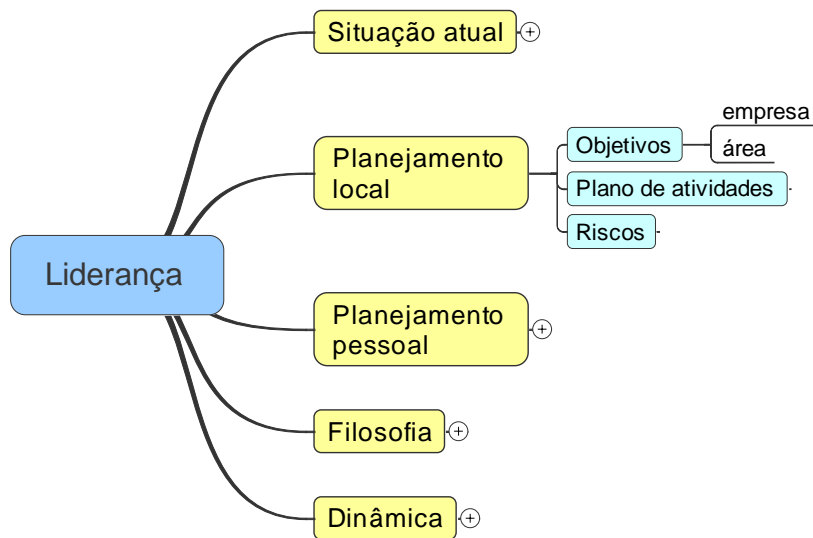 Situação atual
Planejamento
local
Objetivos
empresa
área
Plano de atividades
Riscos
Liderança
Planejamento
pessoal
Filosofia
Dinâmica